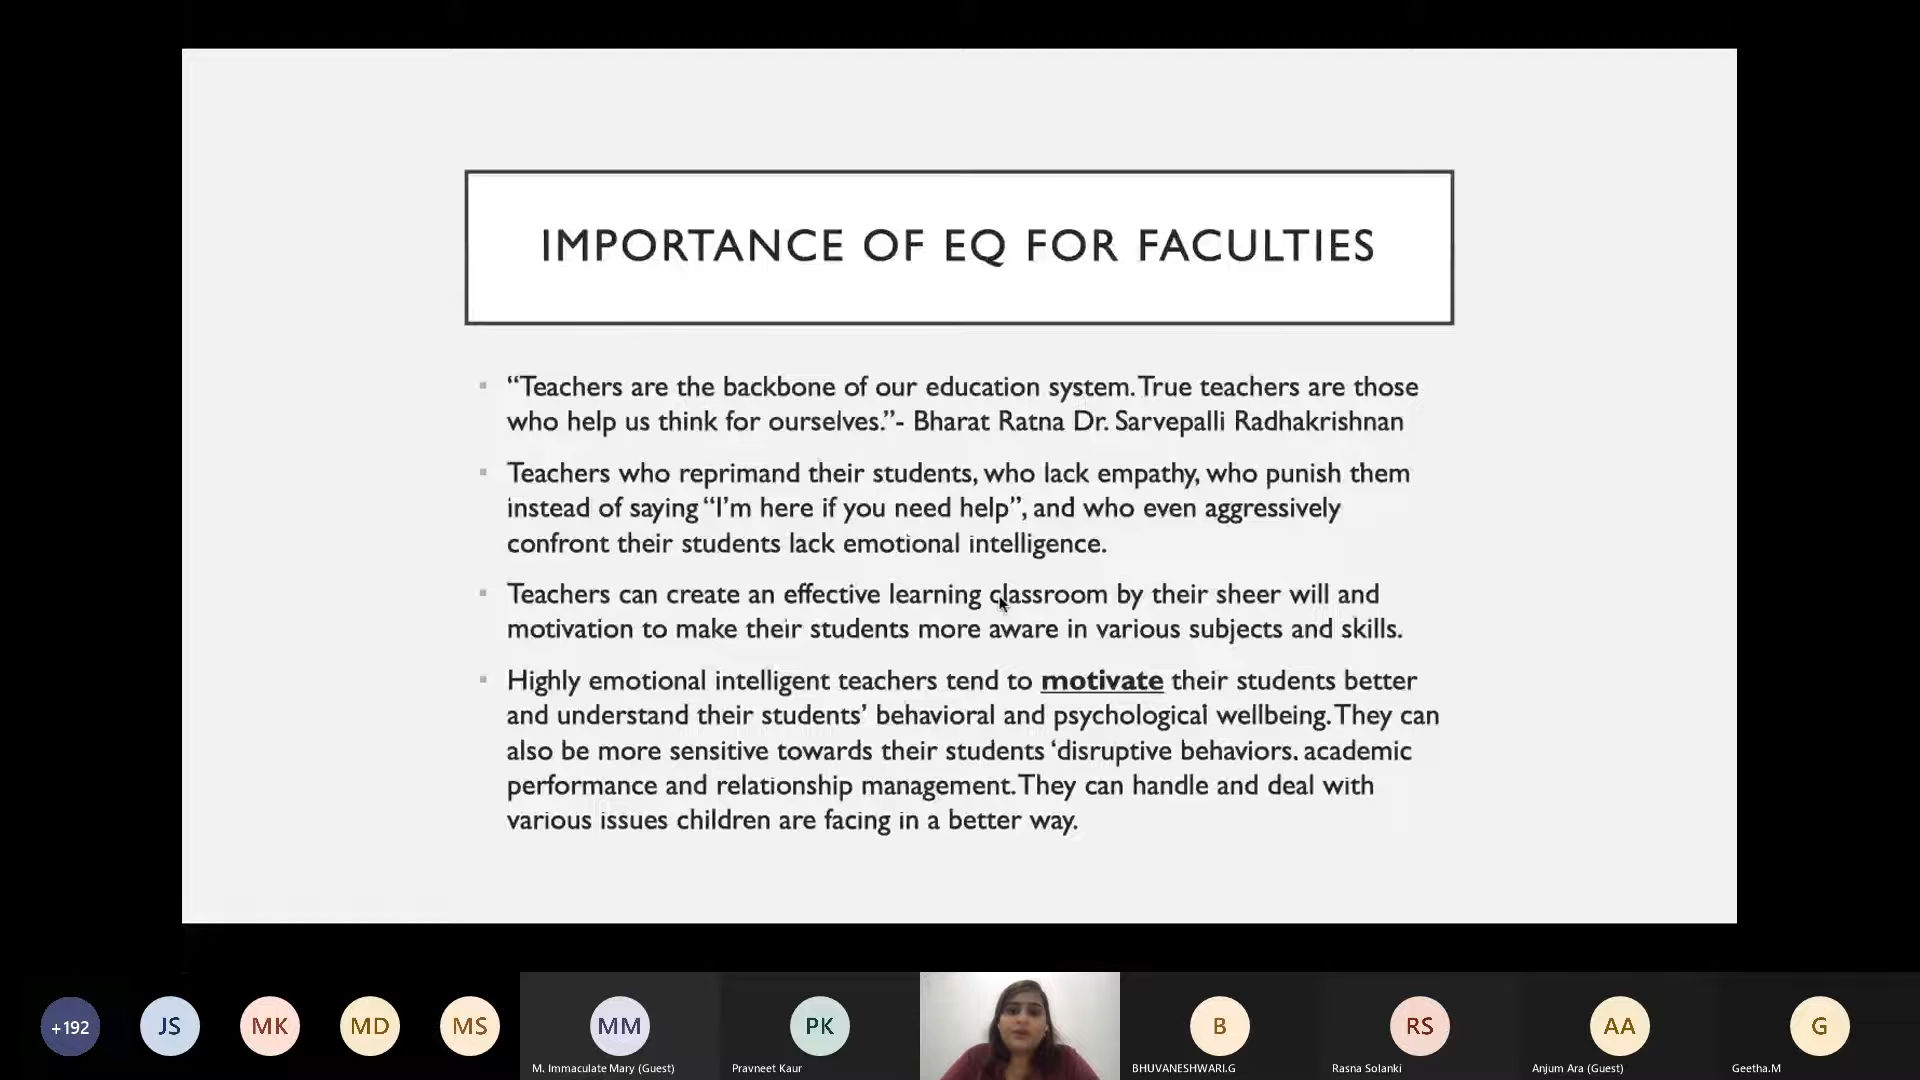 IMPORTANCE OF EQ FOR FACULTIES
“Teachers are the backbone of our education system. True teachers are those
who help us think for ourselves.”- Bharat Ratna Dr. Sarvepalli Radhakrishnan
Teachers who reprimand their students, who lack empathy, who punish them
instead of saying “I’m here if you need help”, and who even aggressively
confront their students lack emotional intelligence.
Teachers can create an effective learning classroom by their sheer will and
motivation to make their students more aware in various subjects and skills.
Highly emotional intelligent teachers tend to motivate their students better
and understand their students’ behavioral and psychological wellbeing. They can
also be more sensitive towards their students ‘disruptive behaviors. academic
performance and relationship management. They can handle and deal with
various issues children are facing in a better way.
+192
JS
MK
MD
MS
MM
PK
B
RS
AA
G
M. Immaculate Mary (Guest)
Pravneet Kaur
BHUVANESHWARI.G
Rasna Solanki
Anjum Ara (Guest)
Geetha.M